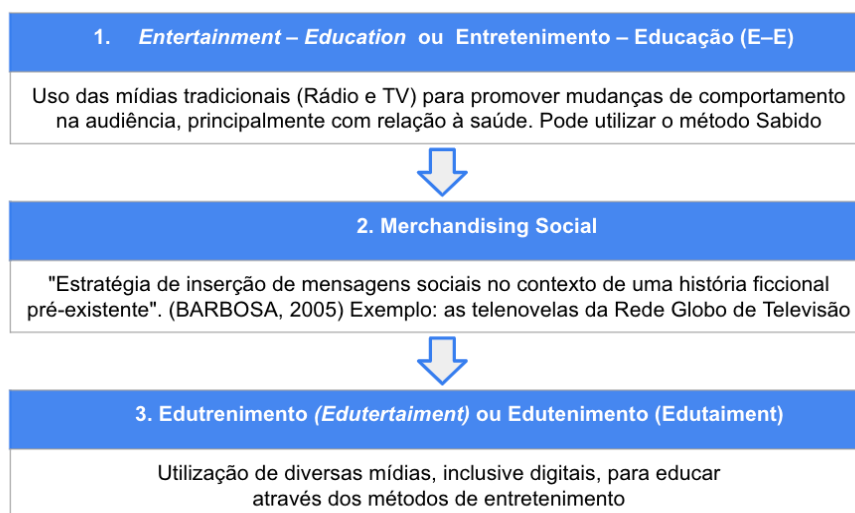 1. Entertainment – Education ou Entretenimento – Educação (E–E)
Uso das mídias tradicionais (Rádio e TV) para promover mudanças de comportamento
na audiência, principalmente com relação à saúde. Pode utilizar o método Sabido
2. Merchandising Social
"Estratégia de inserção de mensagens sociais no contexto de uma história ficcional
pré-existente". (BARBOSA, 2005) Exemplo: as telenovelas da Rede Globo de Televisão
3. Edutrenimento (Edutertaiment) ou Edutenimento (Edutaiment)
Utilização de diversas mídias, inclusive digitais, para educar
através dos métodos de entretenimento